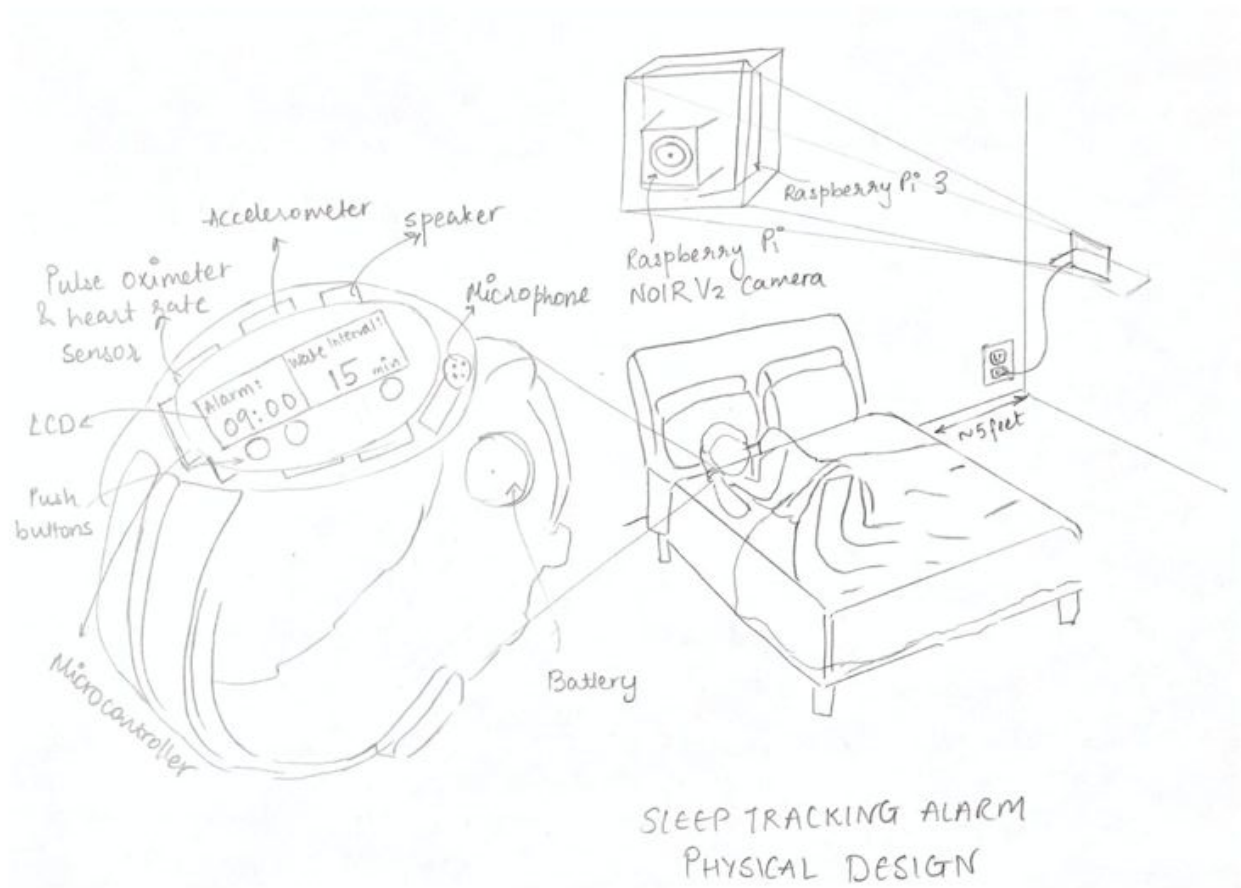 Accelerometer
speaker
Pulse Oximeter
& heart rate
sensor
Microphone
LCD
Alarm:
09:00
Wake Interval:
15 min
Push
buttons
Microcontroller
Battery
Raspberry Pi 3
Raspberry Pi
NOIR V2 Camera
~5feet
SLEEP TRACKING ALARM
PHYSICAL DESIGN